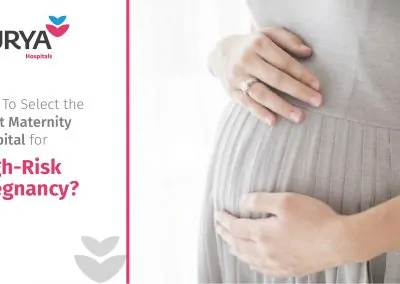 URYA
Hospitals
To Select the
t Maternity
pital for
gh-Risk
egnancy?